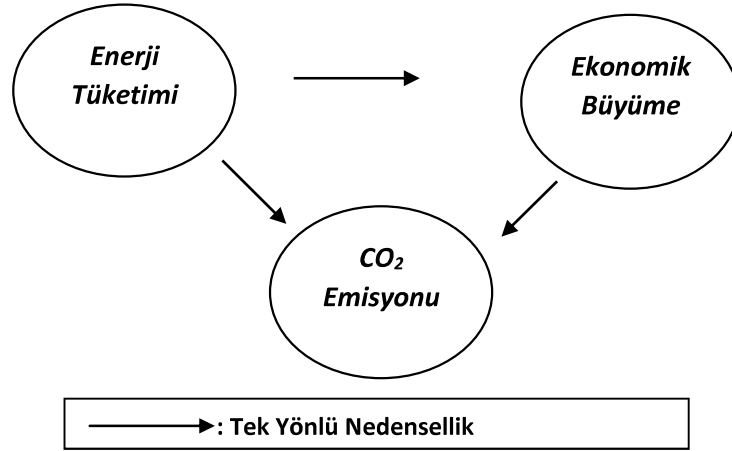 Enerji
Tüketimi
Ekonomik
Büyüme
CO₂
Emisyonu
: Tek Yönlü Nedensellik